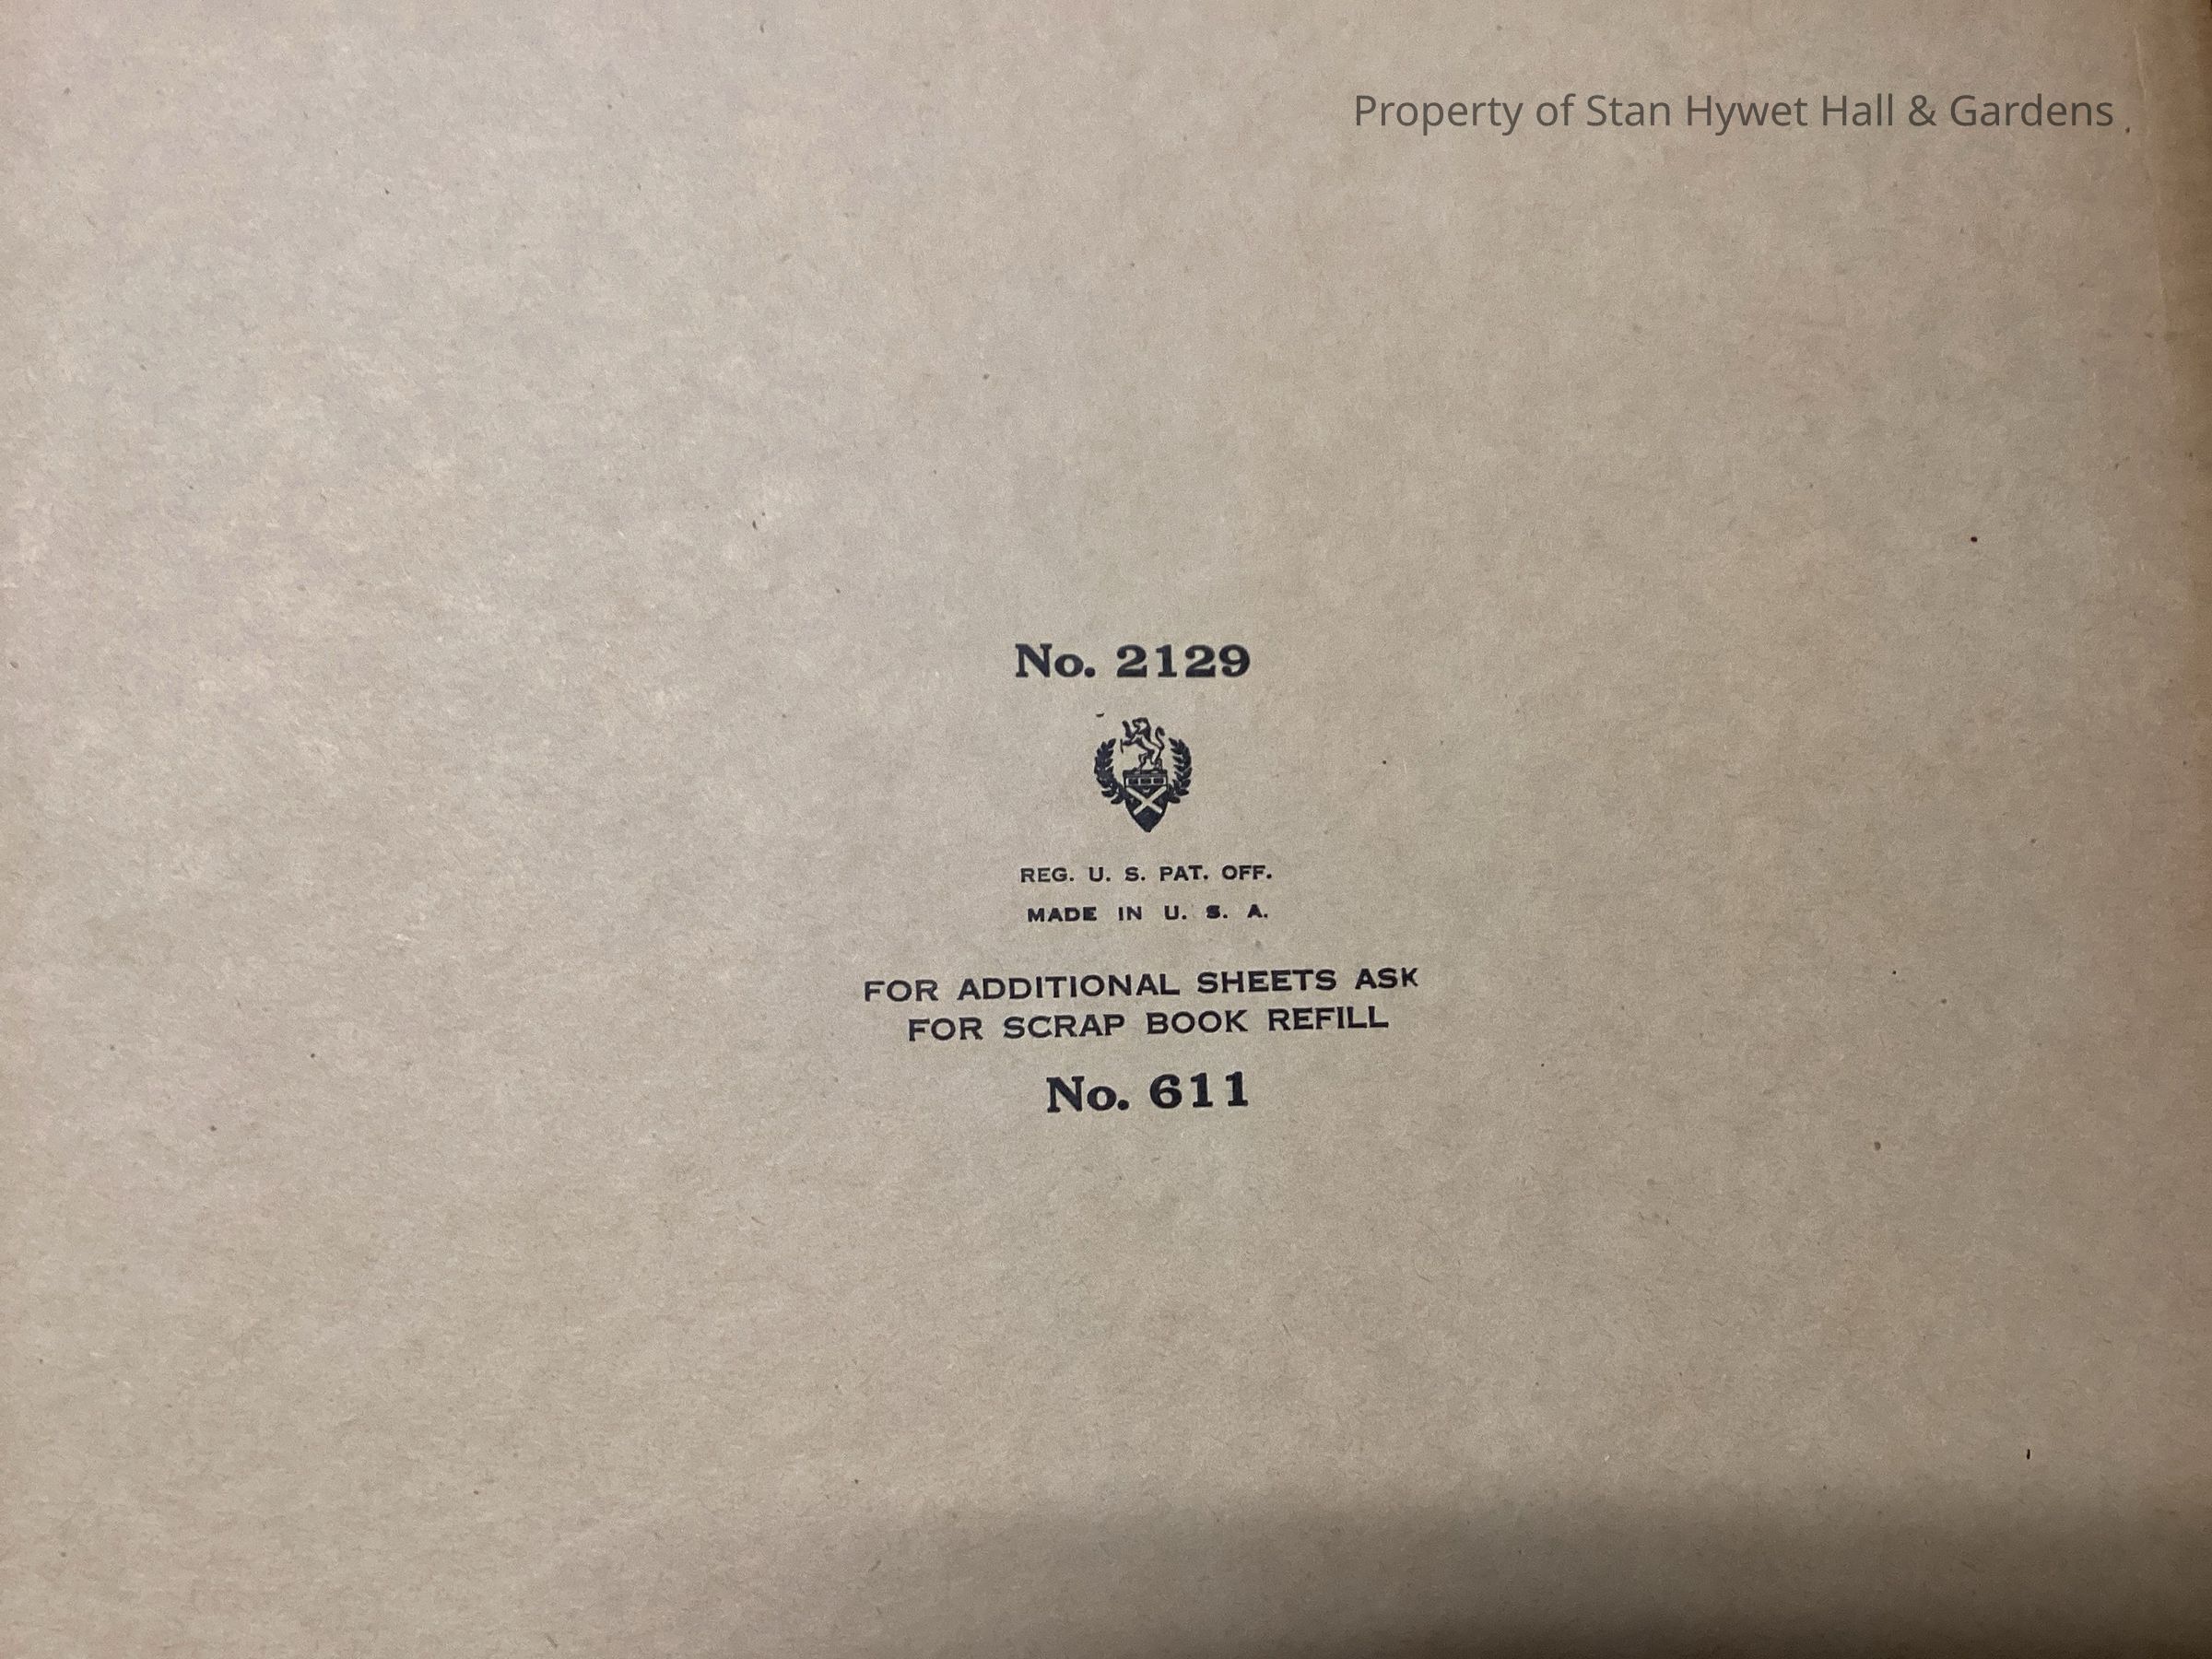 Property of Stan Hywet Hall & Gardens
No. 2129
REG. U. S. PAT. OFF.
MADE IN U. S. A.
FOR ADDITIONAL SHEETS ASK
FOR SCRAP BOOK REFILL
No. 611